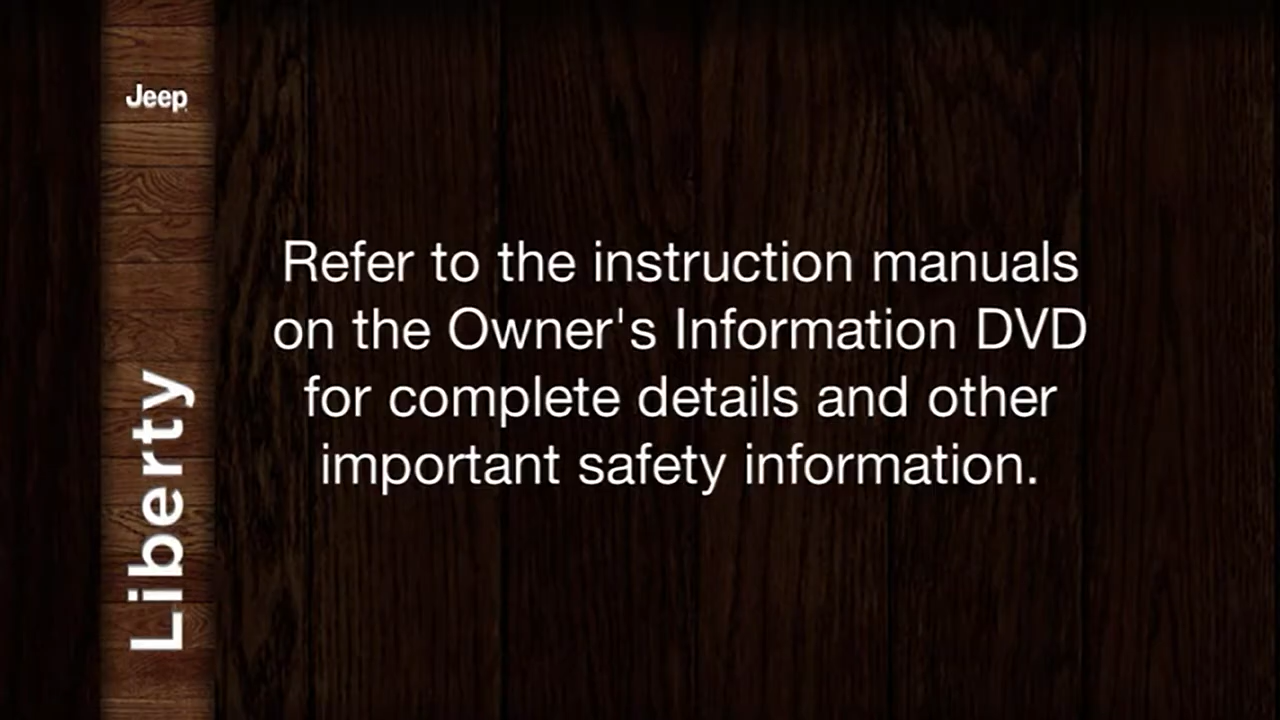 Jeep
Liberty
Refer to the instruction manuals
on the Owner's Information DVD
for complete details and other
important safety information.